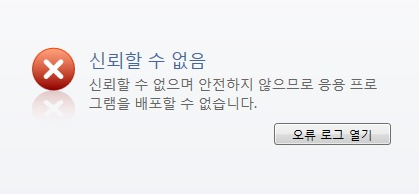 신뢰할 수 없음
신뢰할 수 없으며 안전하지 않으므로 응용 프로
그램을 배포할 수 없습니다.
오류 로그 열기